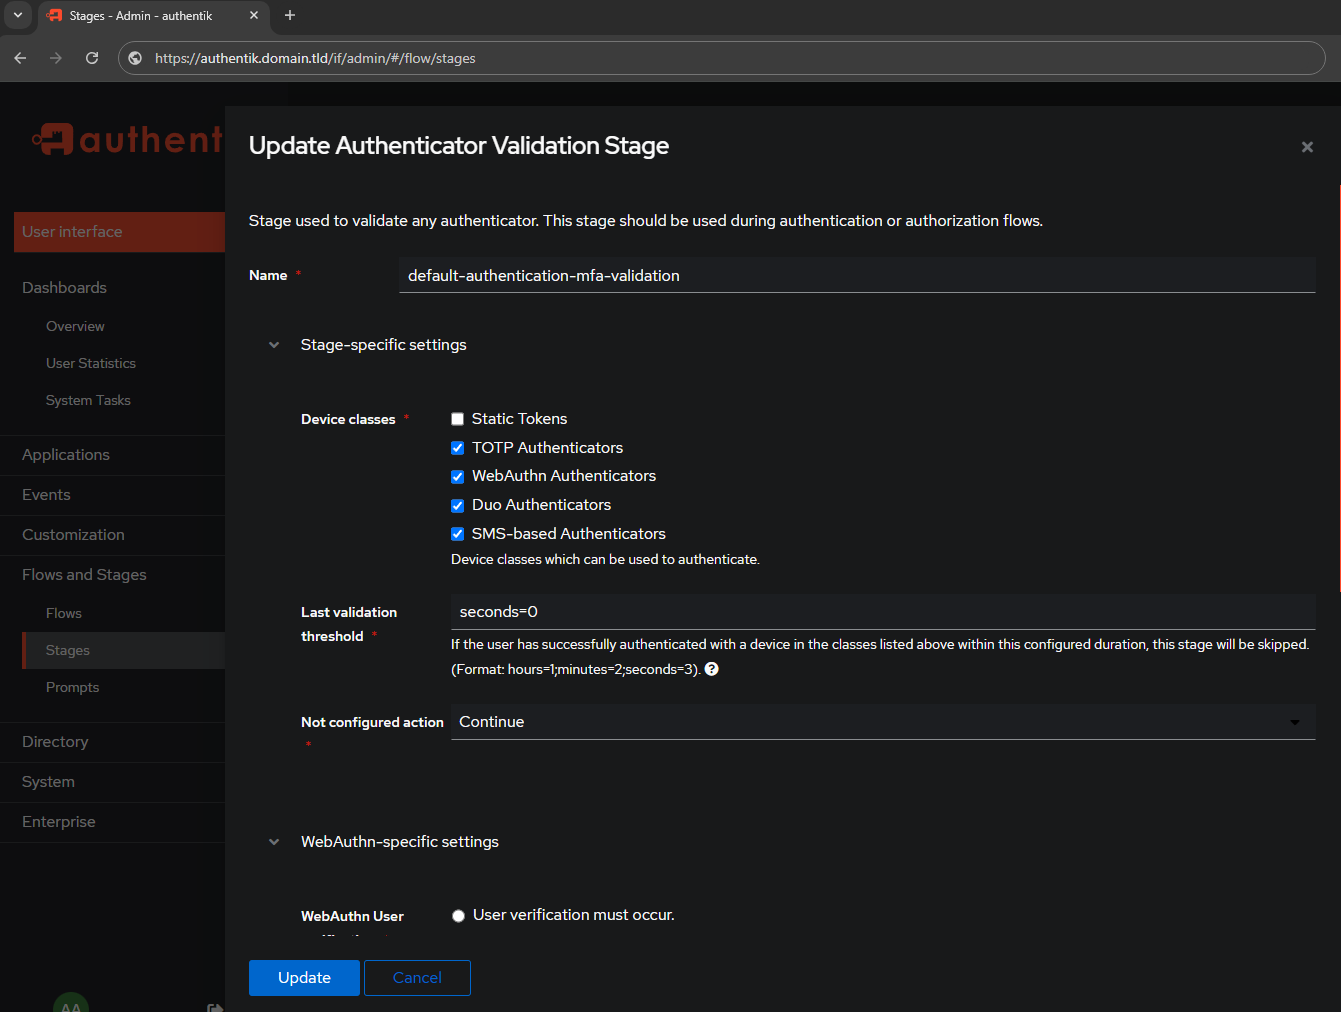 Stages - Admin - authentik
https://authentik.domain.tld/if/admin/#/flow/stages
authent
User interface
Dashboards
Overview
User Statistics
System Tasks
Applications
Events
Customization
Flows and Stages
Flows
Stages
Prompts
Directory
System
Enterprise
AA
Update Authenticator Validation Stage
Stage used to validate any authenticator. This stage should be used during authentication or authorization flows.
Name * default-authentication-mfa-validation
Stage-specific settings
Device classes * Static Tokens
TOTP Authenticators
WebAuthn Authenticators
Duo Authenticators
SMS-based Authenticators
Device classes which can be used to authenticate.
Last validation threshold * seconds=0
If the user has successfully authenticated with a device in the classes listed above within this configured duration, this stage will be skipped.
(Format: hours=1;minutes=2;seconds=3). ?
Not configured action * Continue
WebAuthn-specific settings
WebAuthn User User verification must occur.
Update Cancel